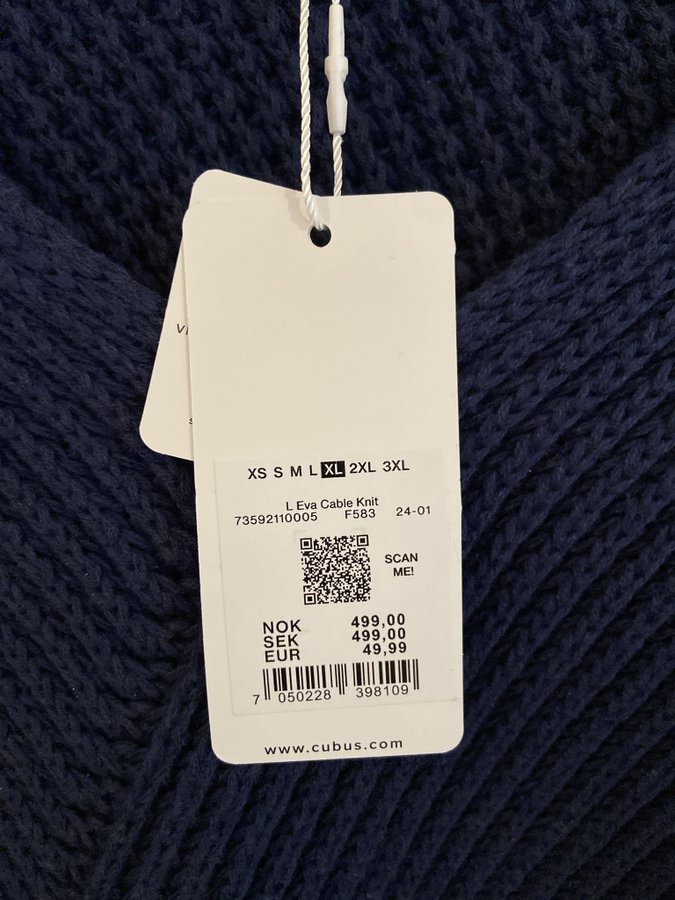 XS S M L XL 2XL 3XL
L Eva Cable Knit
73592110005 F583 24-01
SCAN
ME!
NOK 499,00
SEK 499,00
EUR 49,99
7 050228 398109
www.cubus.com